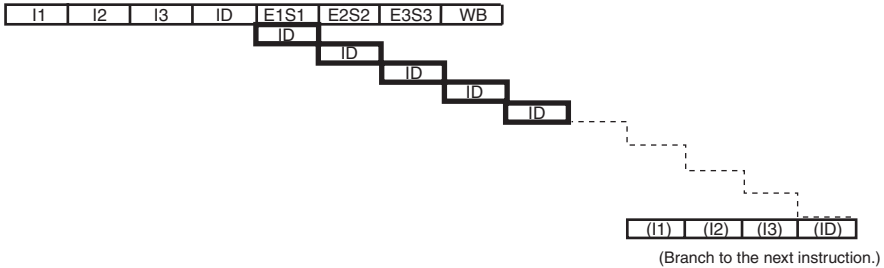 I1 I2 I3 ID E1S1 E2S2 E3S3 WB
ID
ID
ID
ID
ID
(I1) (I2) (I3) (ID)
(Branch to the next instruction.)